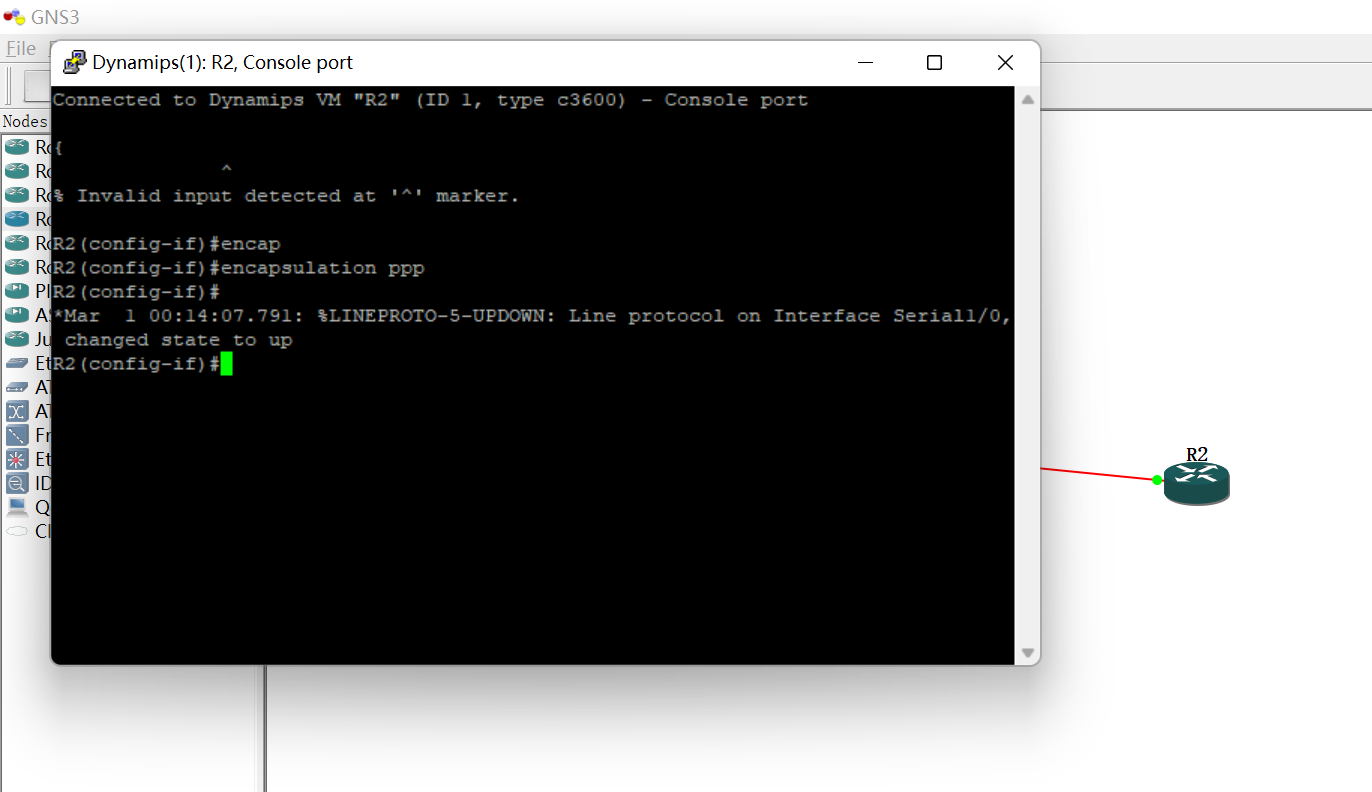 GNS3
File
Dynamips(1): R2, Console port
Connected to Dynamips VM "R2" (ID 1, type c3600) - Console port
Nodes
{
^
% Invalid input detected at '^' marker.
R2(config-if)#encap
R2(config-if)#encapsulation ppp
R2(config-if)#
*Mar  1 00:14:07.791: %LINEPROTO-5-UPDOWN: Line protocol on Interface Serial1/0,
changed state to up
R2(config-if)#
R2